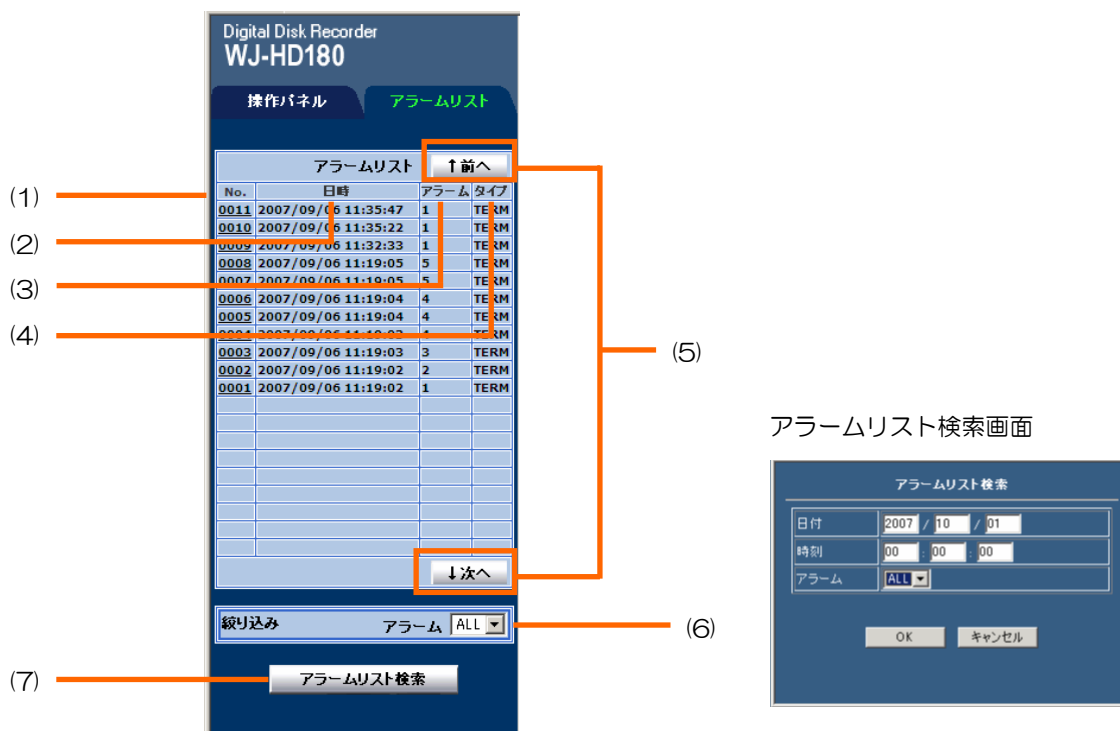 Digital Disk Recorder
WJ-HD180
操作パネル アラームリスト
アラームリスト ↑前へ
No. 日時 アラーム タイプ
0011 2007/09/06 11:35:47 1 TERM
0010 2007/09/06 11:35:22 1 TERM
0009 2007/09/06 11:32:33 1 TERM
0008 2007/09/06 11:19:05 5 TERM
0007 2007/09/06 11:19:05 5 TERM
0006 2007/09/06 11:19:04 4 TERM
0005 2007/09/06 11:19:04 4 TERM
0003 2007/09/06 11:19:03 3 TERM
0002 2007/09/06 11:19:02 2 TERM
0001 2007/09/06 11:19:02 1 TERM
↓次へ
絞り込み アラーム ALL
アラームリスト検索
(1)
(2)
(3)
(4)
(5)
(6)
(7)
アラームリスト検索画面
アラームリスト検索
日付 2007 / 10 / 01
時刻 00 : 00 : 00
アラーム ALL
OK キャンセル